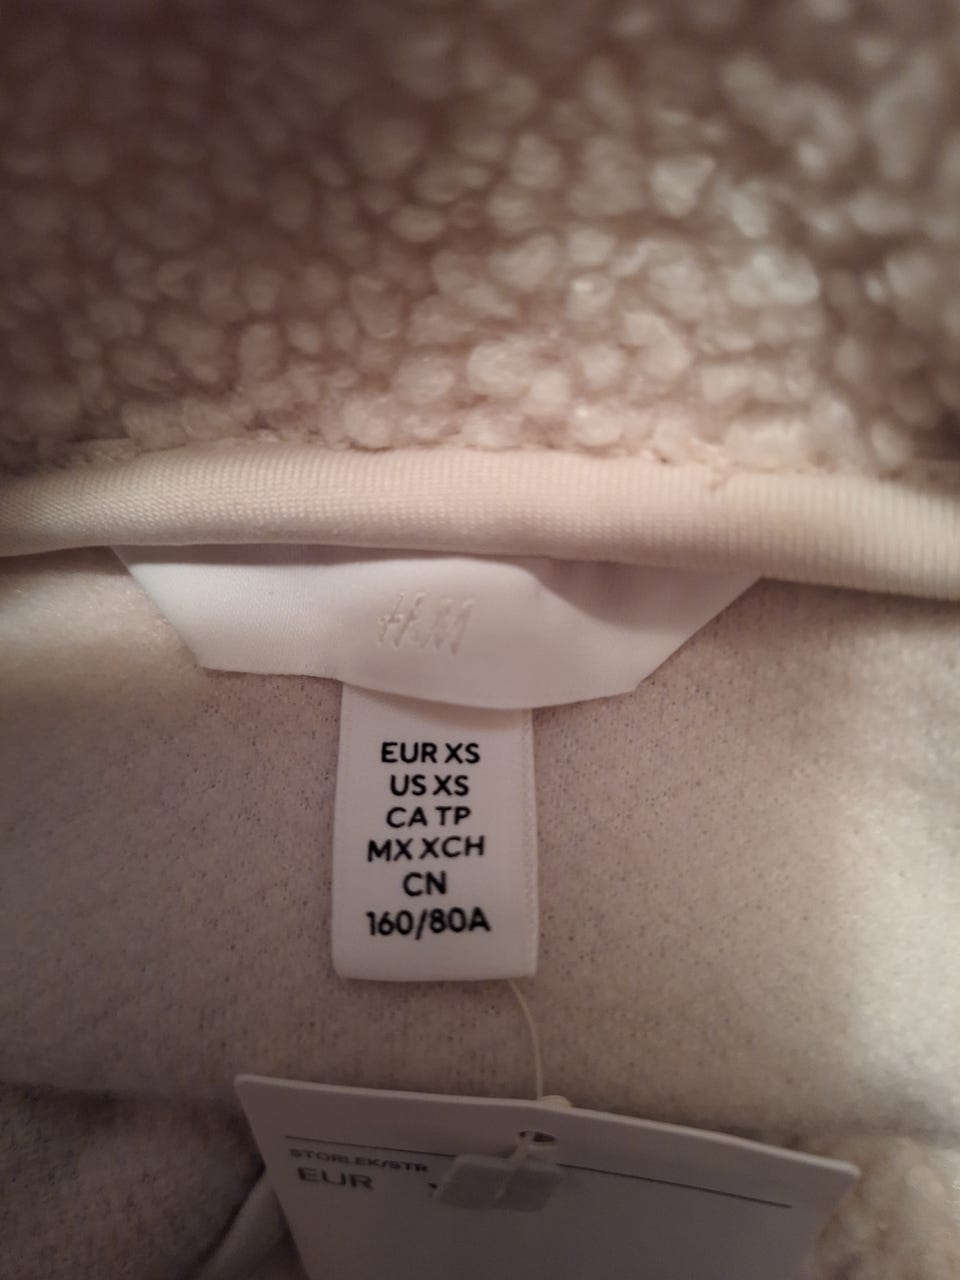 H&M
EUR XS
US XS
CA TP
MX XCH
CN
160/80A
STORLEK/STR
EUR